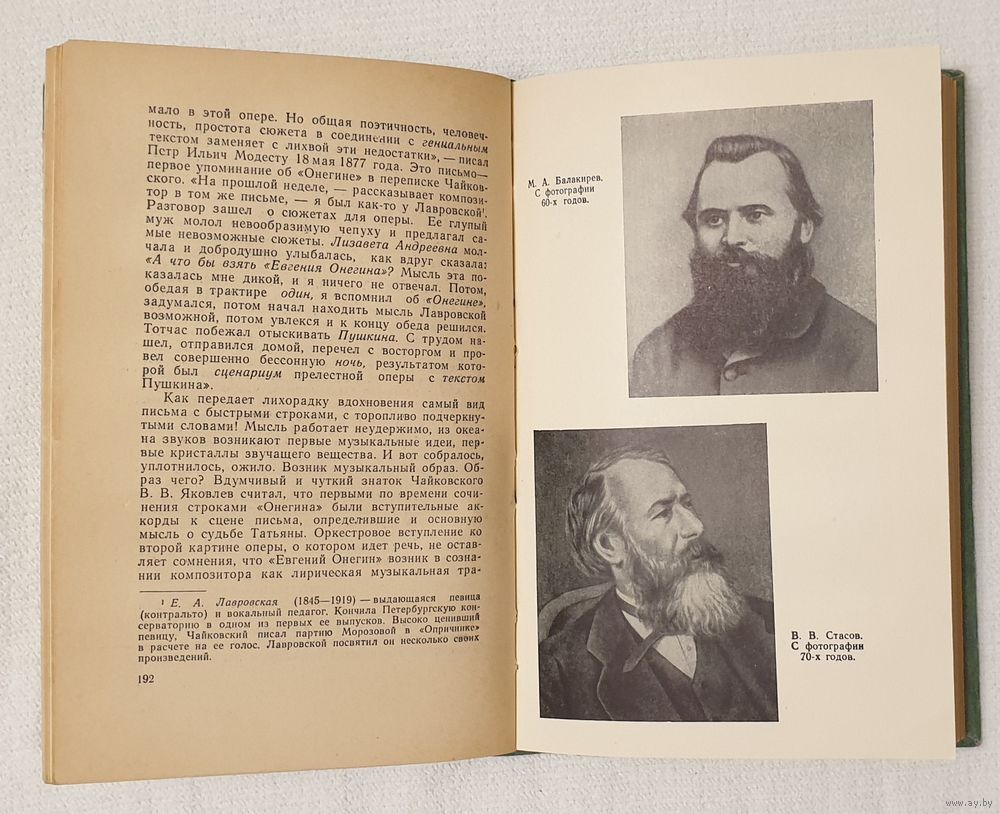 мало в этой опере. Но общая поэтичность, человеч-
ность, простота сюжета в соединении с гениальным
текстом заменяет с лихвой эти недостатки», — писал
Петр Ильич Модесту 18 мая 1877 года. Это письмо—
первое упоминание об «Онегине» в переписке Чайков-
ского. «На прошлой неделе, — рассказывает компози-
тор в том же письме, — я был как-то у Лавровской¹.
Разговор зашел о сюжетах для оперы. Ее глупый
муж молол невообразимую чепуху и предлагал са-
мые невозможные сюжеты. Лизавета Андреевна мол-
чала и добродушно улыбалась, как вдруг сказала:
«А что бы взять «Евгения Онегина»? Мысль эта по-
казалась мне дикой, и я ничего не отвечал. Потом,
обедая в трактире один, я вспомнил об «Онегине»,
задумался, потом начал находить мысль Лавровской
возможной, потом увлекся и к концу обеда решился.
Тотчас побежал отыскивать Пушкина. С трудом на-
шел, отправился домой, перечел с восторгом и про-
вел совершенно бессонную ночь, результатом кото-
рой был сценариум прелестной оперы с текстом
Пушкина».
Как передает лихорадку вдохновения самый вид
письма с быстрыми строками, с торопливо подчеркну-
тыми словами! Мысль работает неудержимо, из океа-
на звуков возникают первые музыкальные идеи, пер-
вые кристаллы звучащего вещества. И вот собралось,
уплотнилось, ожило. Возник музыкальный образ. Об-
раз чего? Вдумчивый и чуткий знаток Чайковского
В. В. Яковлев считал, что первыми по времени сочи-
нения строками «Онегина» были вступительные ак-
корды к сцене письма, определившие и основную
мысль о судьбе Татьяны. Оркестровое вступление ко
второй картине оперы, о котором идет речь, не остав-
ляет сомнения, что «Евгений Онегин» возник в созна-
нии композитора как лирическая музыкальная тра-
¹ Е. А. Лавровская (1845—1919) — выдающаяся певица
(контральто) и вокальный педагог. Кончила Петербургскую кон-
серваторию в одном из первых ее выпусков. Высоко ценивший
певицу, Чайковский писал партию Морозовой в «Опричнике»
в расчете на ее голос. Лавровской посвятил он несколько своих
произведений.
192
М. А. Балакирев.
С фотографии
60-х годов.
В. В. Стасов.
С фотографии
70-х годов.
www.ay.by